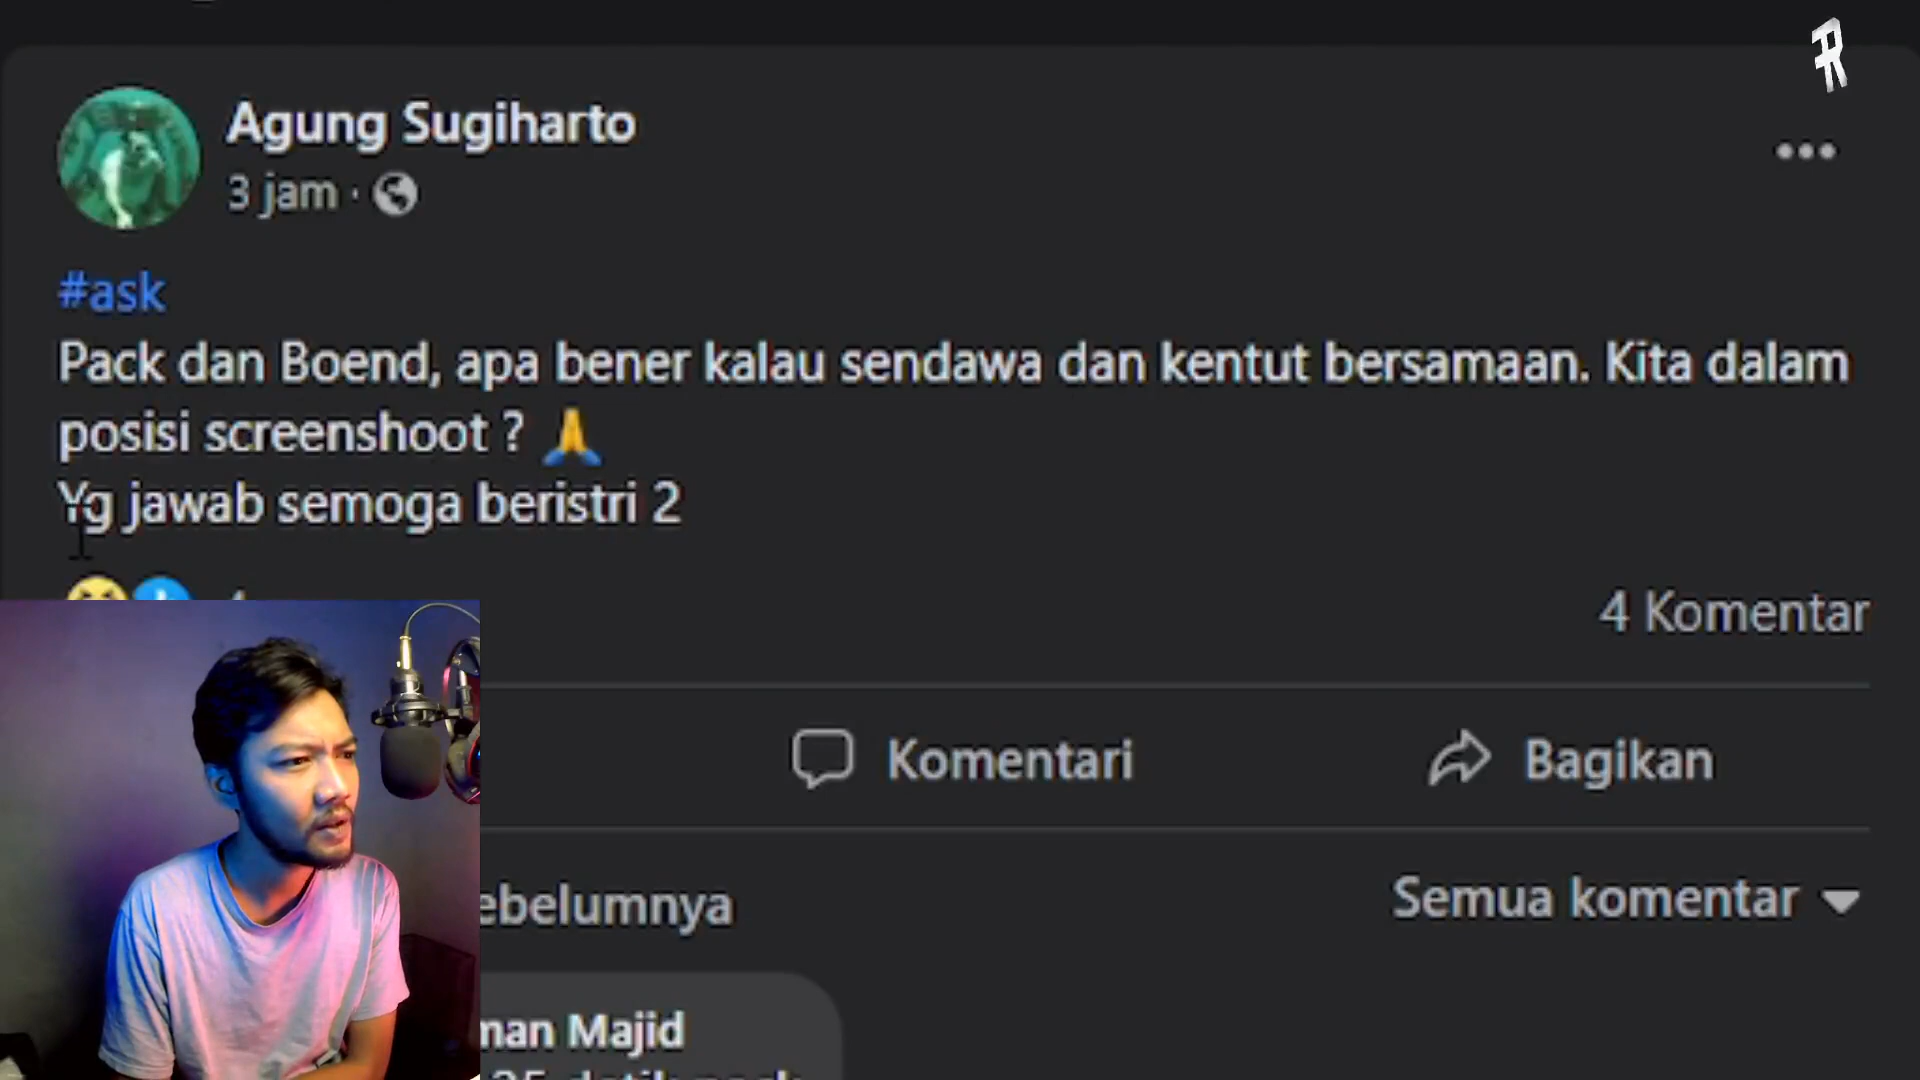 Agung Sugiharto
3 jam ·
#ask
Pack dan Boend, apa bener kalau sendawa dan kentut bersamaan. Kita dalam
posisi screenshoot ? 🙏
Yg jawab semoga beristri 2
4 Komentar
Komentari
Bagikan
ebelumnya
Semua komentar
man Majid